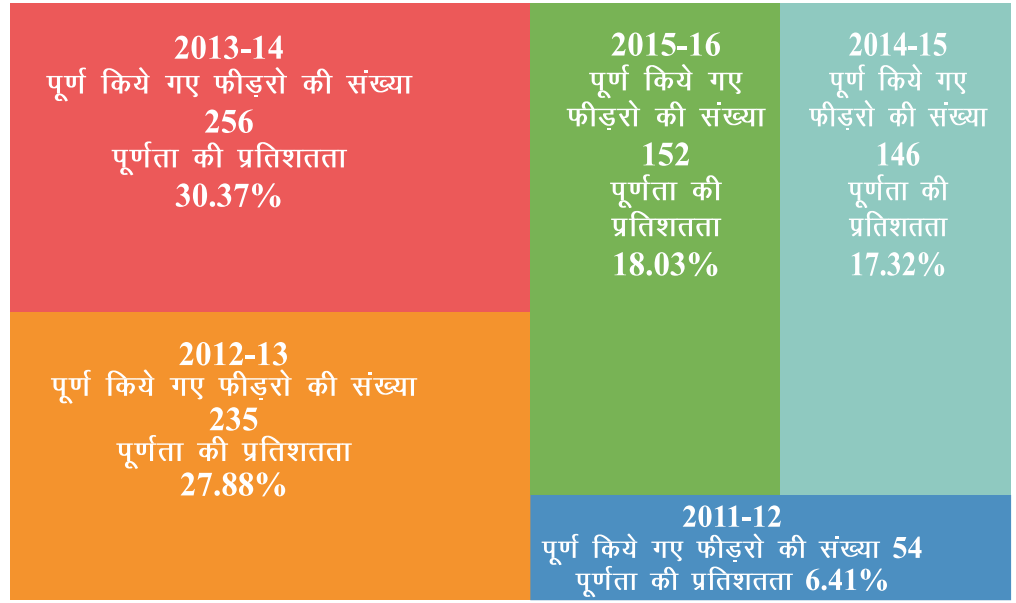 2013-14
पूर्ण किये गए फीड़रो की संख्या
256
पूर्णता की प्रतिशतता
30.37%
2015-16
पूर्ण किये गए
फीड़रो की संख्या
152
पूर्णता की
प्रतिशतता
18.03%
2014-15
पूर्ण किये गए
फीड़रो की संख्या
146
पूर्णता की
प्रतिशतता
17.32%
2012-13
पूर्ण किये गए फीड़रो की संख्या
235
पूर्णता की प्रतिशतता
27.88%
2011-12
पूर्ण किये गए फीड़रो की संख्या 54
पूर्णता की प्रतिशतता 6.41%